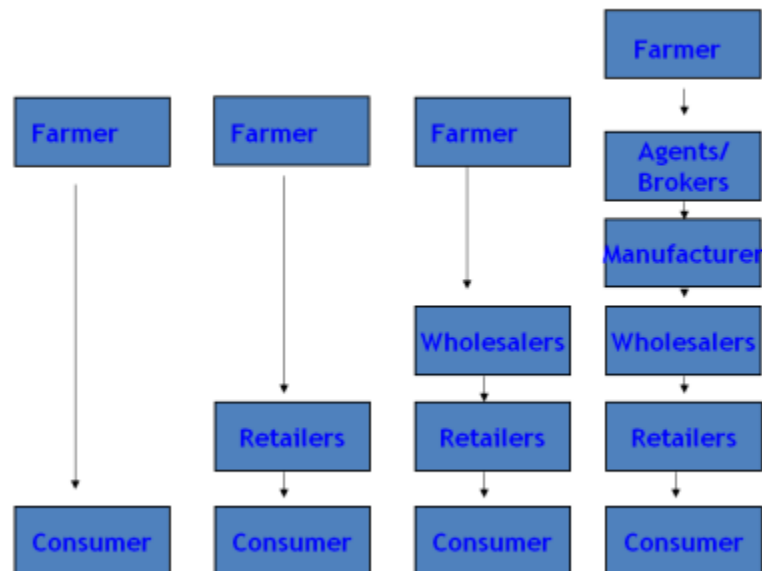 Farmer
Farmer
Farmer
Farmer
Agents/
Brokers
Manufacturer
Wholesalers
Wholesalers
Retailers
Retailers
Retailers
Consumer
Consumer
Consumer
Consumer